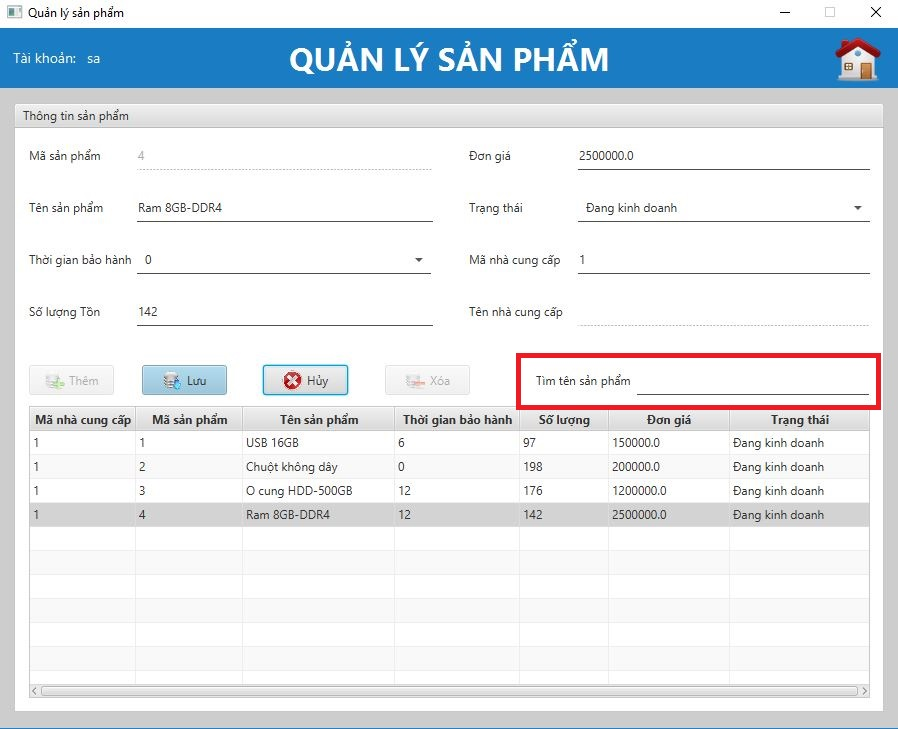 Quản lý sản phẩm
Tài khoản: sa
QUẢN LÝ SẢN PHẨM
Thông tin sản phẩm
Mã sản phẩm 4 Đơn giá 2500000.0
Tên sản phẩm Ram 8GB-DDR4 Trạng thái Đang kinh doanh
Thời gian bảo hành 0 Mã nhà cung cấp 1
Số lượng Tồn 142 Tên nhà cung cấp
Thêm Lưu Hủy Xóa Tìm tên sản phẩm
Mã nhà cung cấp Mã sản phẩm Tên sản phẩm Thời gian bảo hành Số lượng Đơn giá Trạng thái
1 1 USB 16GB 6 97 150000.0 Đang kinh doanh
1 2 Chuột không dây 0 198 200000.0 Đang kinh doanh
1 3 O cung HDD-500GB 12 176 1200000.0 Đang kinh doanh
1 4 Ram 8GB-DDR4 12 142 2500000.0 Đang kinh doanh